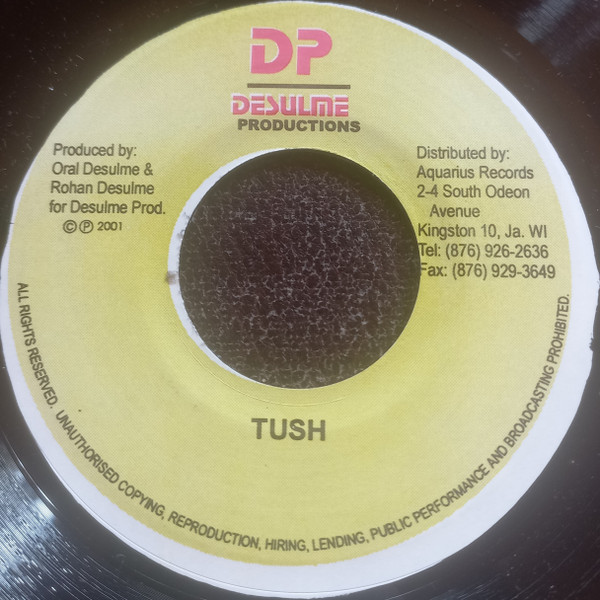 DP
DESULME
PRODUCTIONS
Produced by:
Oral Desulme &
Rohan Desulme
for Desulme Prod.
© ℗ 2001
Distributed by:
Aquarius Records
2-4 South Odeon
Avenue
Kingston 10, Ja. WI
Tel: (876) 926-2636
Fax: (876) 929-3649
TUSH
ALL RIGHTS RESERVED. UNAUTHORISED COPYING, REPRODUCTION, HIRING, LENDING, PUBLIC PERFORMANCE AND BROADCASTING PROHIBITED.